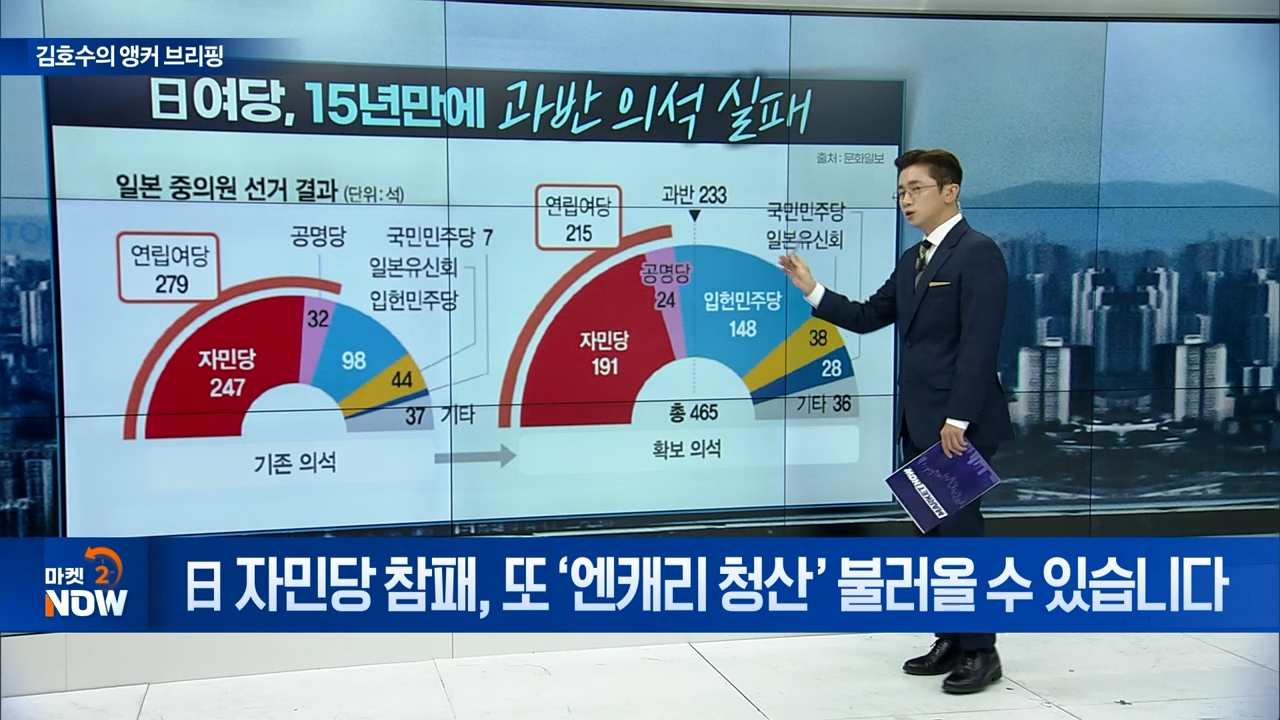 김호수의 앵커 브리핑
日여당, 15년만에 과반 의석 실패
출처 : 문화일보
일본 중의원 선거 결과 (단위:석)
연립여당
279
공명당
32
국민민주당 7
일본유신회
입헌민주당
자민당
247
98
44
37 기타
기존 의석
연립여당
215
과반 233
국민민주당
일본유신회
공명당
24
입헌민주당
148
자민당
191
38
28
기타 36
총 465
확보 의석
MARKET NOW
마켓 2
NOW
日 자민당 참패, 또 ‘엔캐리 청산’ 불러올 수 있습니다